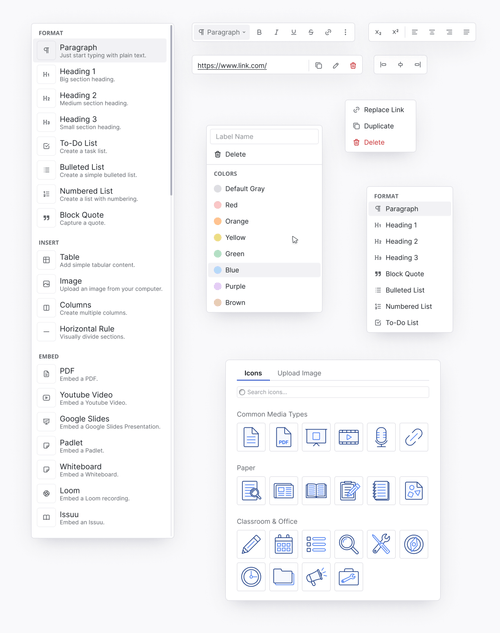 FORMAT
Paragraph
Just start typing with plain text.
Heading 1
Big section heading.
Heading 2
Medium section heading.
Heading 3
Small section heading.
To-Do List
Create a task list.
Bulleted List
Create a simple bulleted list.
Numbered List
Create a list with numbering.
Block Quote
Capture a quote.
INSERT
Table
Add simple tabular content.
Image
Upload an image from your computer.
Columns
Create multiple columns.
Horizontal Rule
Visually divide sections.
EMBED
PDF
Embed a PDF.
Youtube Video
Embed a Youtube Video.
Google Slides
Embed a Google Slides Presentation.
Padlet
Embed a Padlet.
Whiteboard
Embed a Whiteboard.
Loom
Embed a Loom recording.
Issuu
Embed an Issuu.
Paragraph
B I U S
X₂ X²
https://www.link.com/
Replace Link
Duplicate
Delete
Label Name
Delete
COLORS
Default Gray
Red
Orange
Yellow
Green
Blue
Purple
Brown
FORMAT
Paragraph
Heading 1
Heading 2
Heading 3
Block Quote
Bulleted List
Numbered List
To-Do List
Icons Upload Image
Search icons...
Common Media Types
PDF
Paper
Classroom & Office